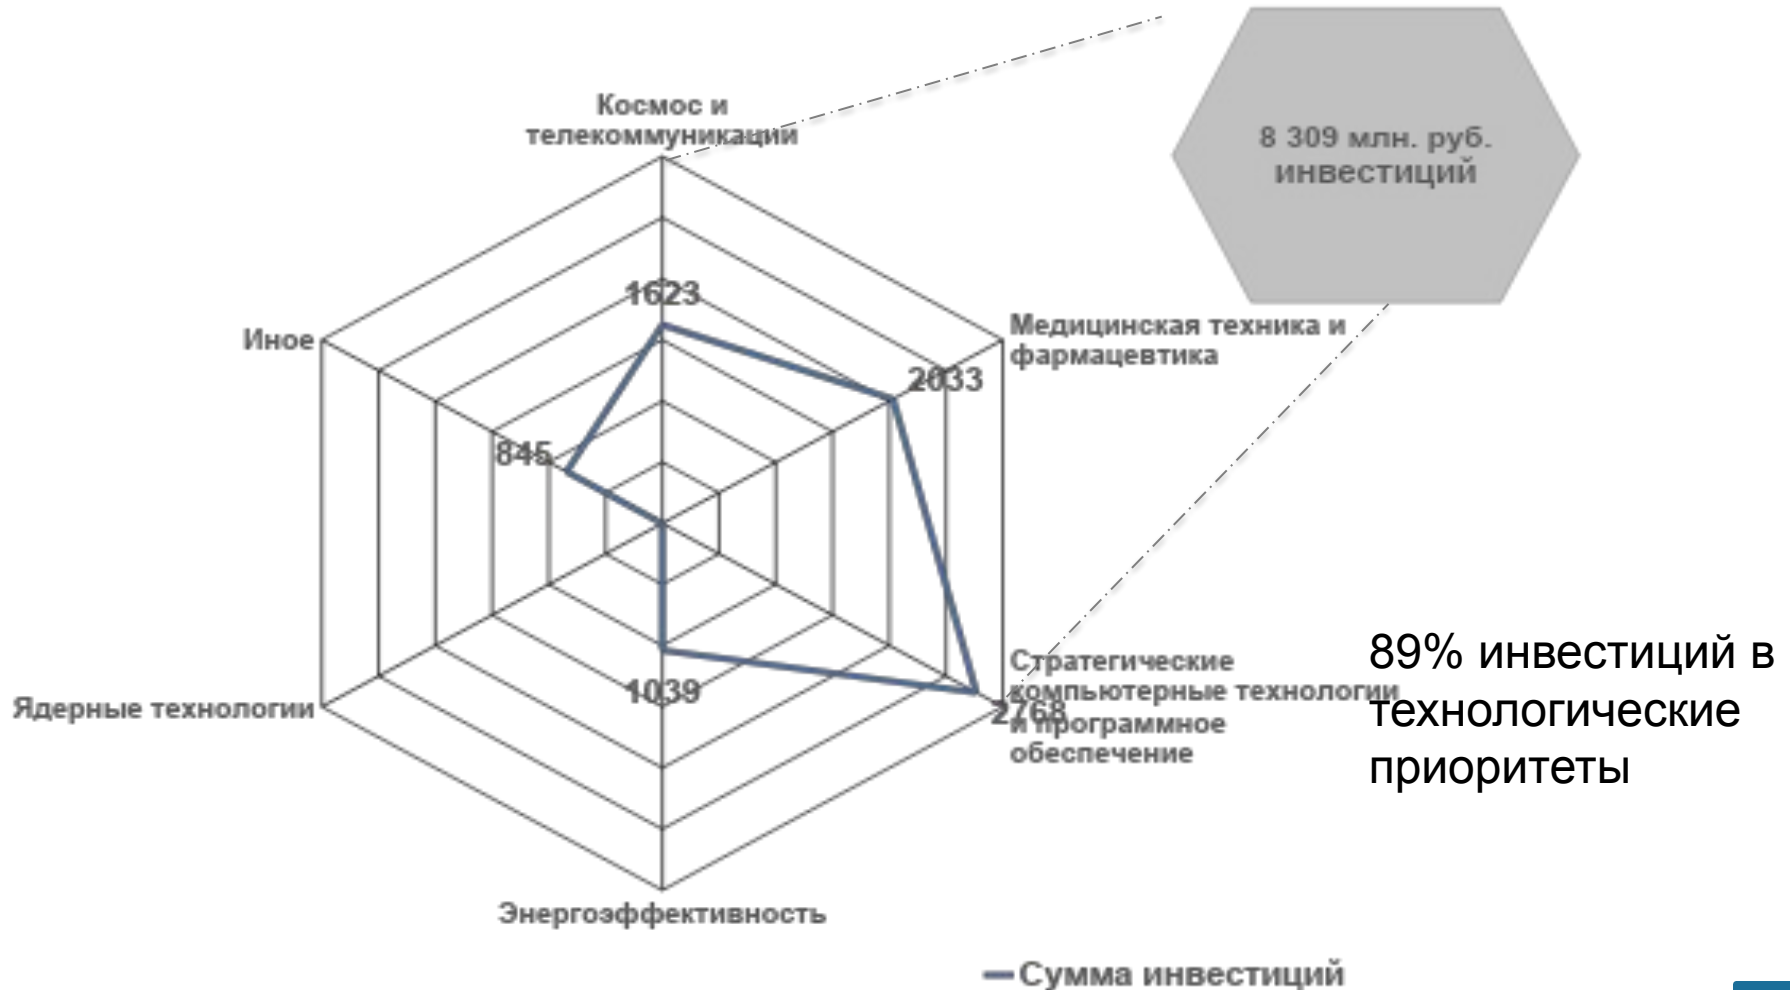 Космос и
телекоммуникации
8 309 млн. руб.
инвестиций
1623
Иное
Медицинская техника и
фармацевтика
2033
845
Стратегические
компьютерные технологии
и программное
обеспечение
2768
1039
Ядерные технологии
89% инвестиций в
технологические
приоритеты
Энергоэффективность
Сумма инвестиций